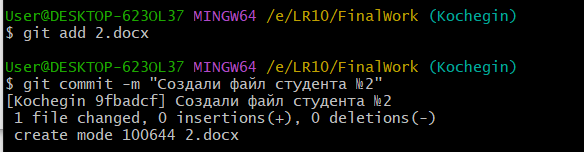 User@DESKTOP-623OL37 MINGW64 /e/LR10/FinalWork (Kochegin)
$ git add 2.docx
User@DESKTOP-623OL37 MINGW64 /e/LR10/FinalWork (Kochegin)
$ git commit -m "Создали файл студента №2"
[Kochegin 9fbadcf] Создали файл студента №2
 1 file changed, 0 insertions(+), 0 deletions(-)
 create mode 100644 2.docx